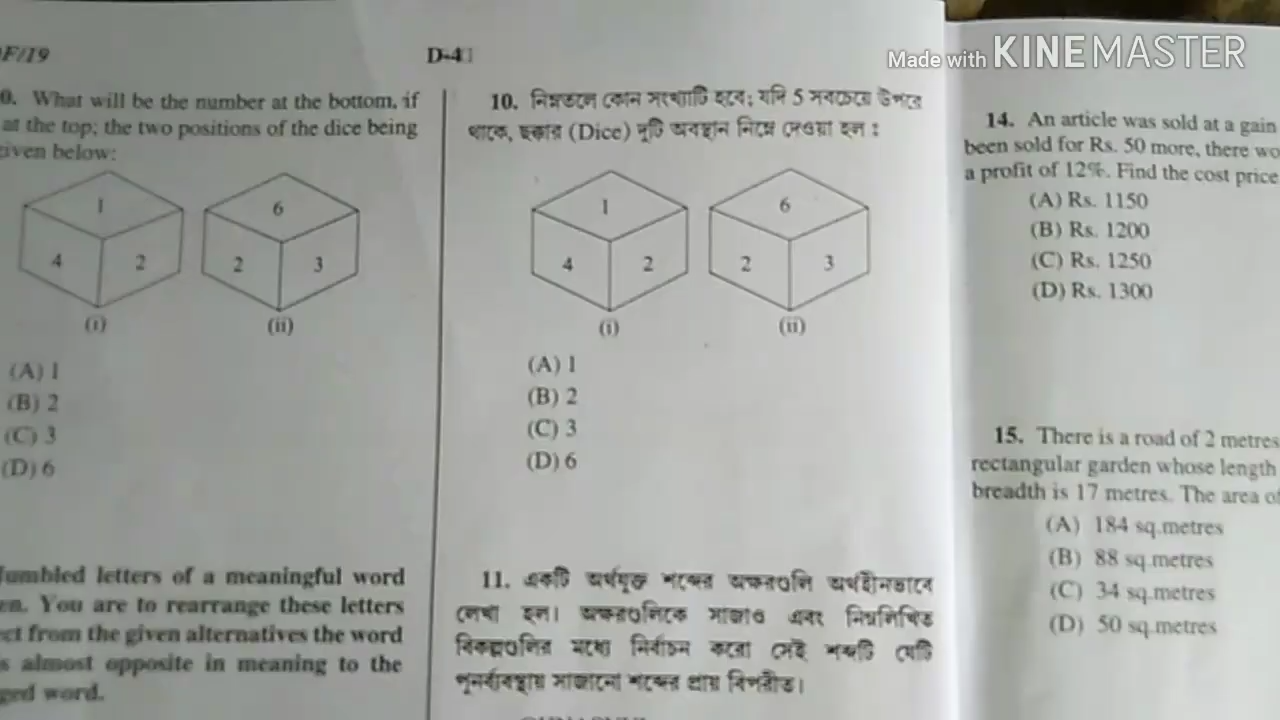 F/19
D-4
Made with KINEMASTER
0. What will be the number at the bottom, if
at the top; the two positions of the dice being
given below:
1
4
2
(i)
6
2
3
(ii)
(A) 1
(B) 2
(C) 3
(D) 6
Jumbled letters of a meaningful word
en. You are to rearrange these letters
ect from the given alternatives the word
s almost opposite in meaning to the
ged word.
10. নিম্নতলে কোন সংখ্যাটি হবে; যদি 5 সবচেয়ে উপরে
থাকে, ছক্কার (Dice) দুটি অবস্থান নিম্নে দেওয়া হল :
1
4
2
(i)
6
2
3
(ii)
(A) 1
(B) 2
(C) 3
(D) 6
11. একটি অর্থযুক্ত শব্দের অক্ষরগুলি অর্থহীনভাবে
লেখা হল। অক্ষরগুলিকে সাজাও এবং নিম্নলিখিত
বিকল্পগুলির মধ্যে নির্বাচন করো সেই শব্দটি যেটি
পুনর্ব্যবস্থায় সাজানো শব্দের প্রায় বিপরীত।
14. An article was sold at a gain
been sold for Rs. 50 more, there wo
a profit of 12%. Find the cost price
(A) Rs. 1150
(B) Rs. 1200
(C) Rs. 1250
(D) Rs. 1300
15. There is a road of 2 metres
rectangular garden whose length
breadth is 17 metres. The area of
(A) 184 sq.metres
(B) 88 sq.metres
(C) 34 sq.metres
(D) 50 sq.metres